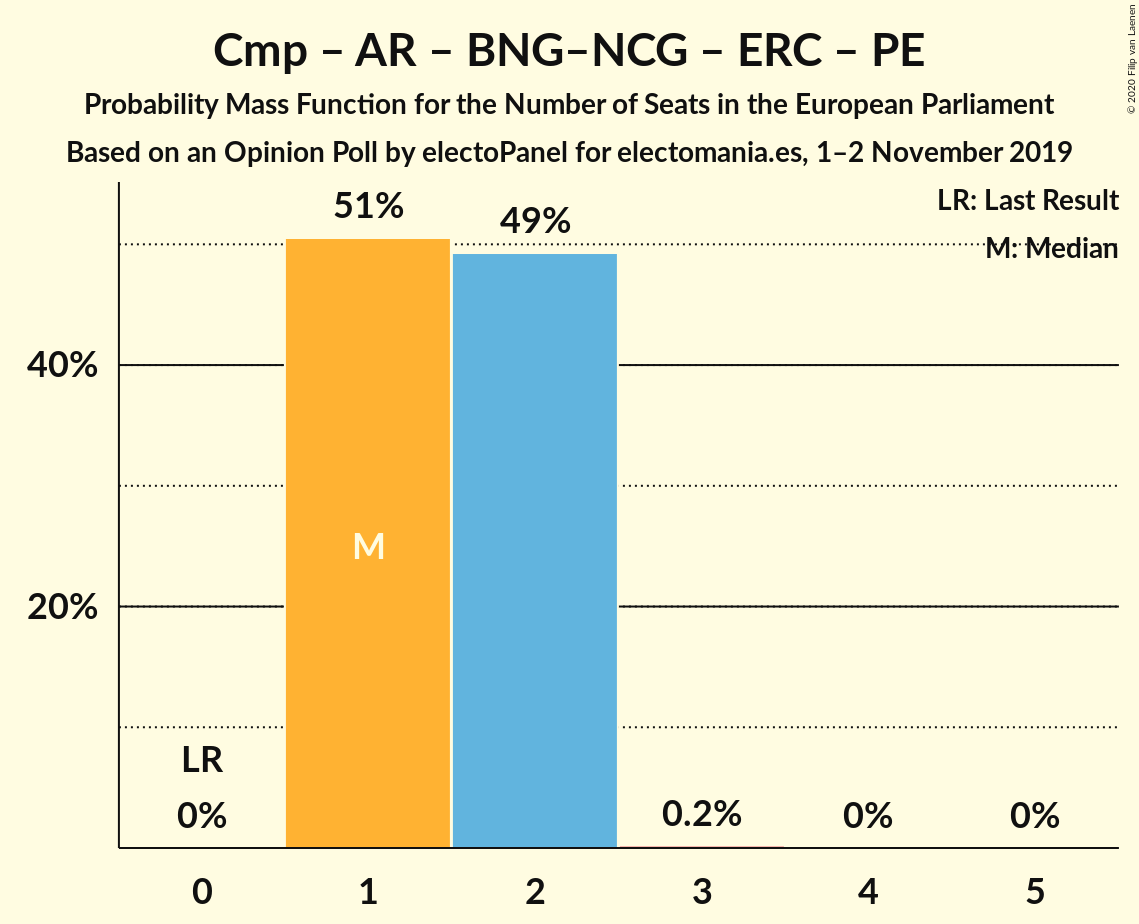 Cmp – AR – BNG–NCG – ERC – PE
Probability Mass Function for the Number of Seats in the European Parliament
Based on an Opinion Poll by electoPanel for electomania.es, 1–2 November 2019
© 2020 Filip van Laenen
LR: Last Result
M: Median
51%
49%
40%
M
20%
LR
0%
0.2%
0%
0%
0
1
2
3
4
5